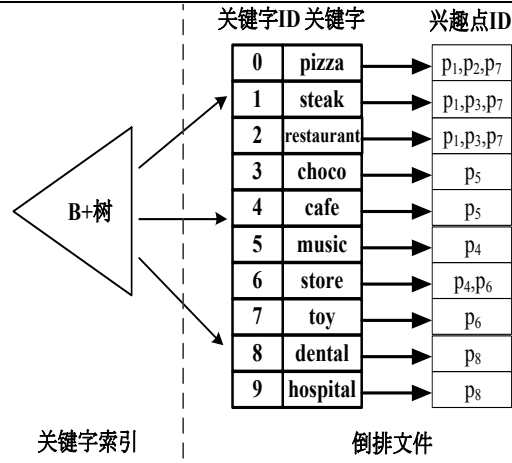 关键字ID 关键字 兴趣点ID
0 pizza p₁,p₂,p₇
1 steak p₁,p₃,p₇
2 restaurant p₁,p₃,p₇
3 choco p₅
4 cafe p₅
B+树
5 music p₄
6 store p₄,p₆
7 toy p₆
8 dental p₈
9 hospital p₈
关键字索引 倒排文件